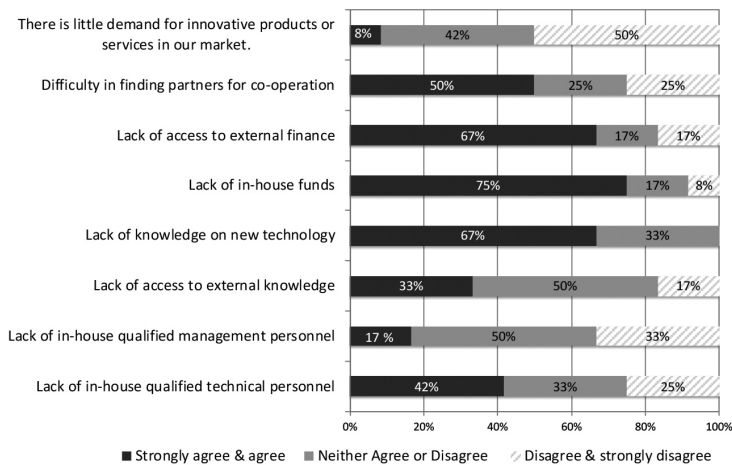 There is little demand for innovative products or
services in our market.
8% 42% 50%
Difficulty in finding partners for co-operation
50% 25% 25%
Lack of access to external finance
67% 17% 17%
Lack of in-house funds
75% 17% 8%
Lack of knowledge on new technology
67% 33%
Lack of access to external knowledge
33% 50% 17%
Lack of in-house qualified management personnel
17 % 50% 33%
Lack of in-house qualified technical personnel
42% 33% 25%
0% 20% 40% 60% 80% 100%
Strongly agree & agree Neither Agree or Disagree Disagree & strongly disagree